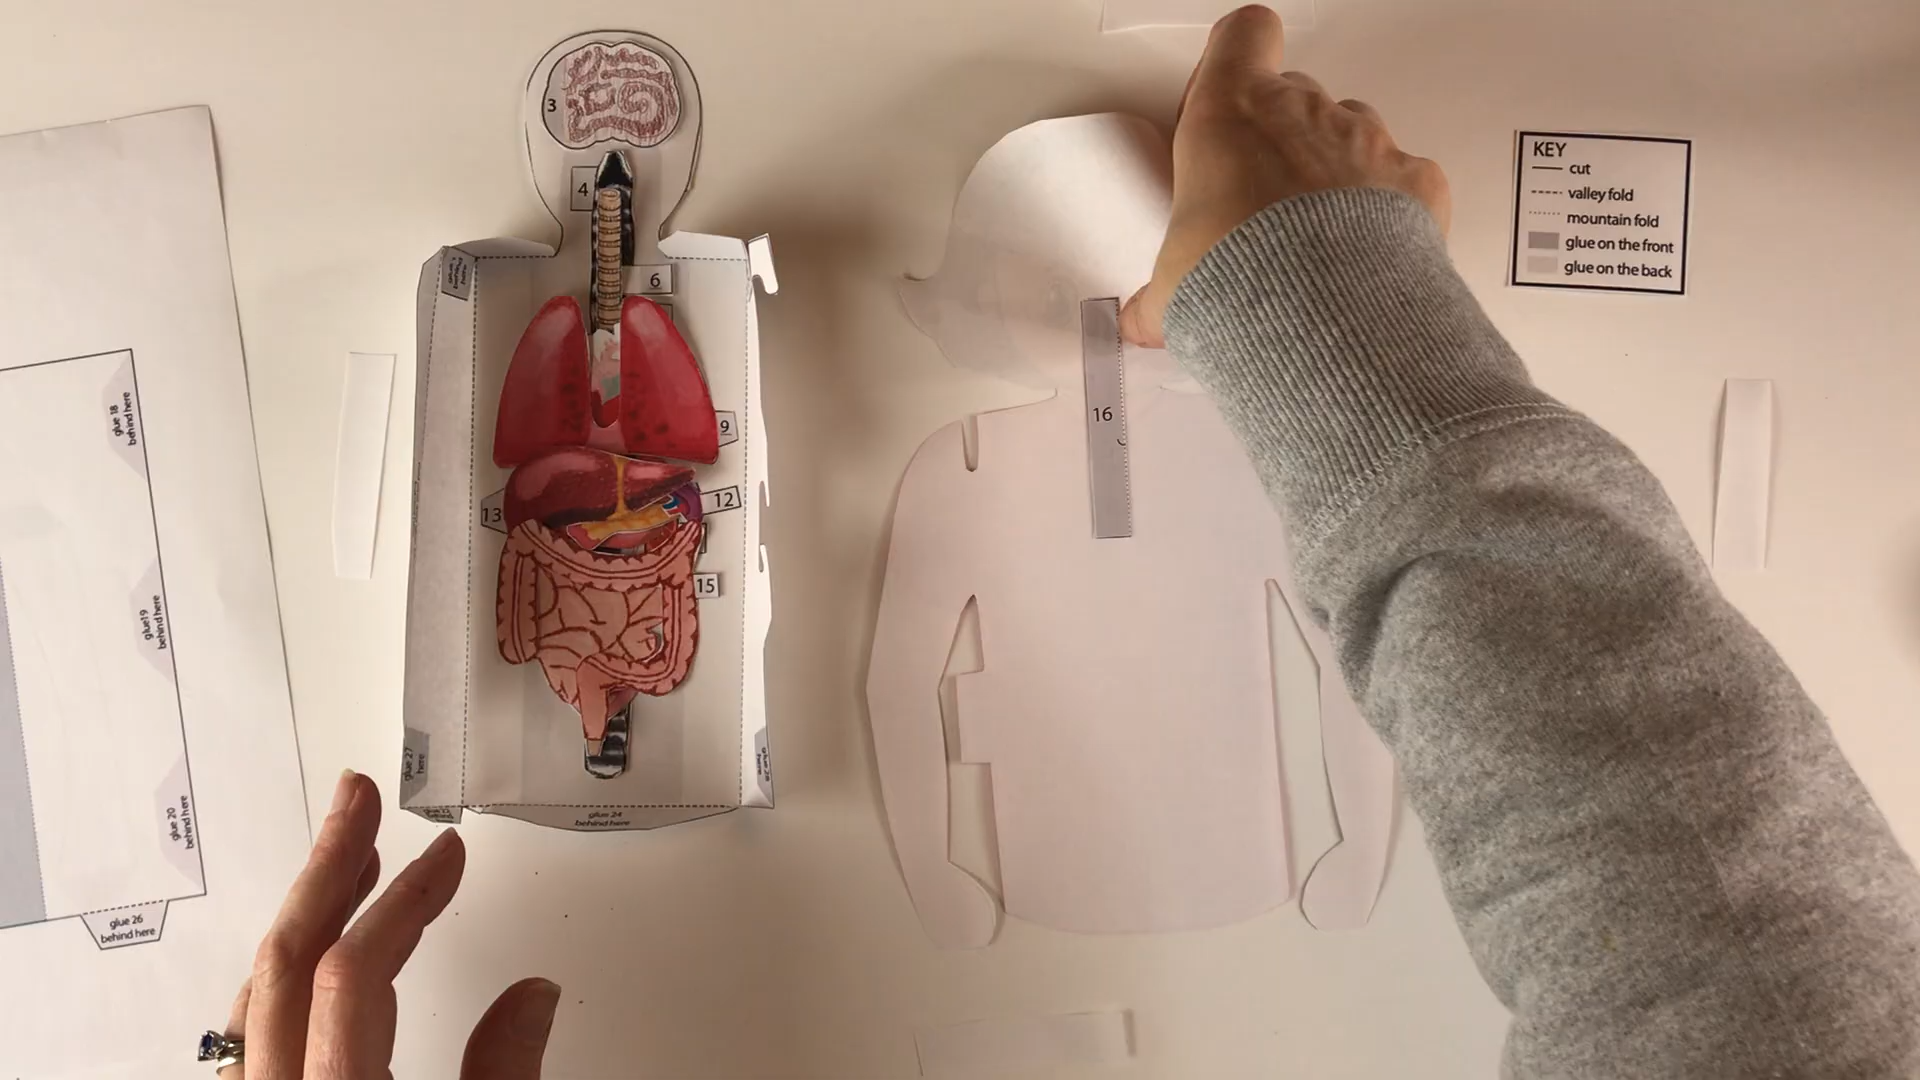 3
4
6
9
12
13
15
16
KEY
cut
valley fold
mountain fold
glue on the front
glue on the back
glue 18
behind here
glue19
behind here
glue 20
behind here
glue 26
behind here
glue 27
here
glue 24
behind here